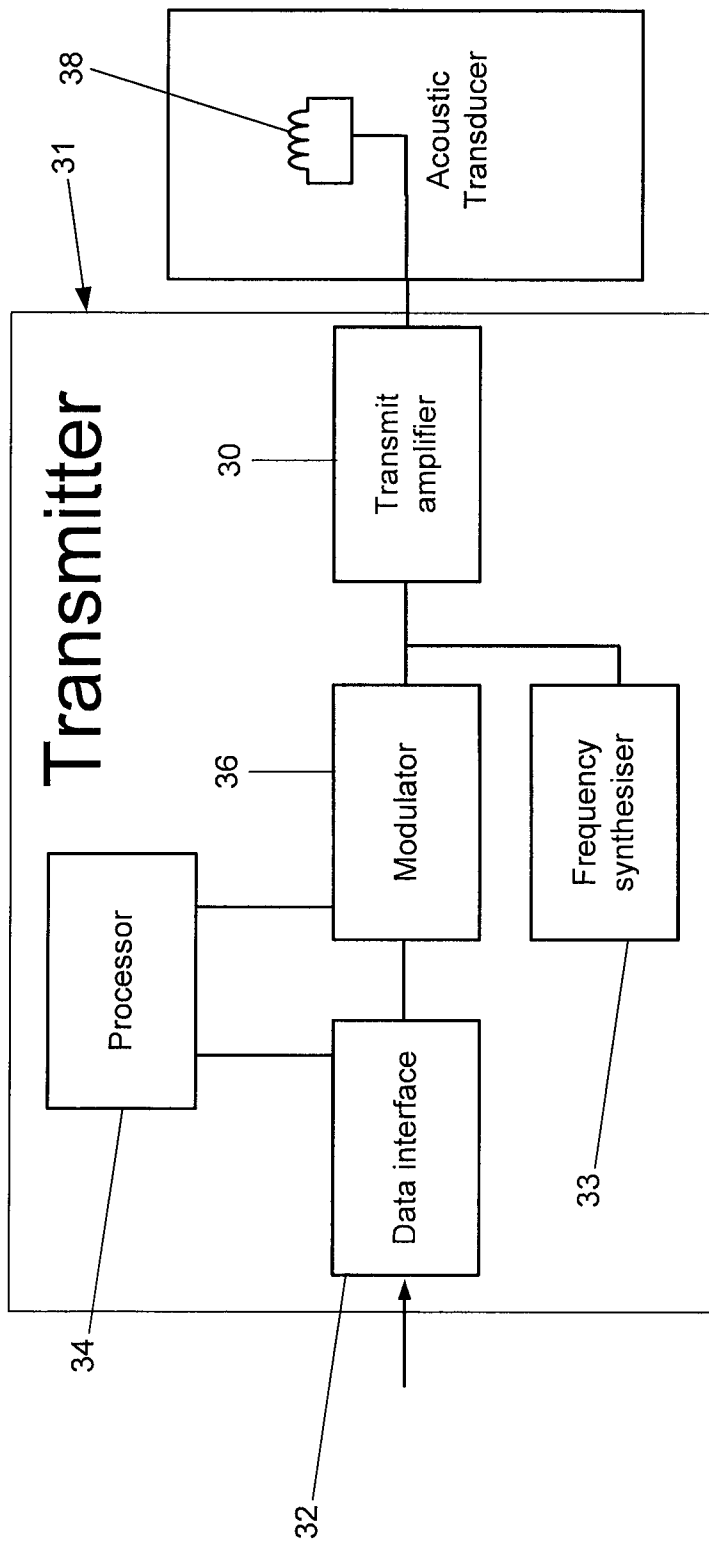 31
38
Transmitter
Acoustic
Transducer
34
Processor
36
30
32
Data interface
Modulator
Transmit
amplifier
33
Frequency
synthesiser